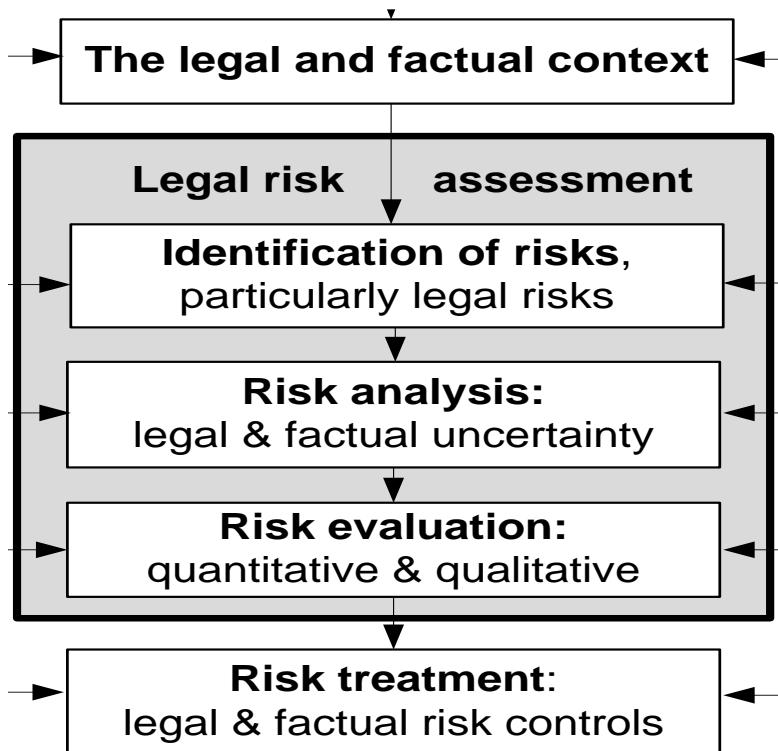 The legal and factual context
Legal risk assessment
Identification of risks,
particularly legal risks
Risk analysis:
legal & factual uncertainty
Risk evaluation:
quantitative & qualitative
Risk treatment:
legal & factual risk controls